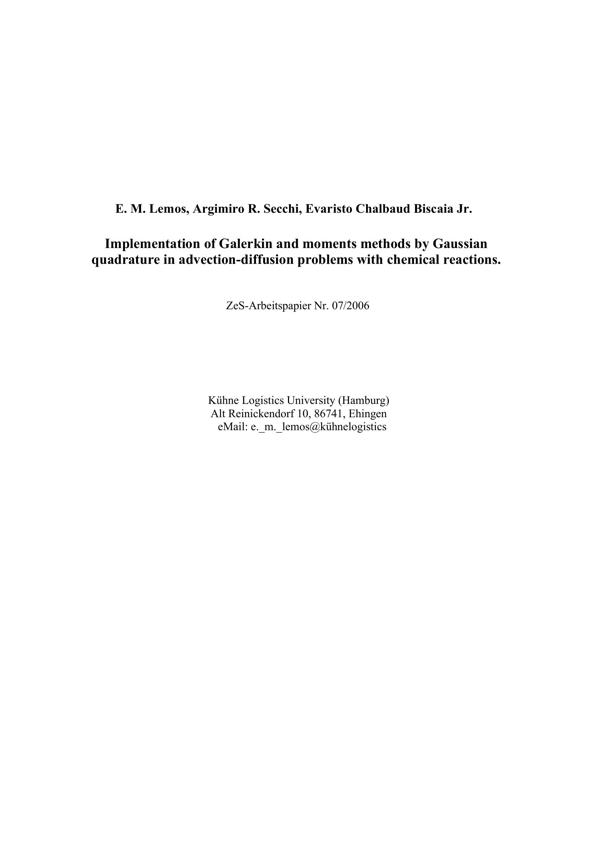 E. M. Lemos, Argimiro R. Secchi, Evaristo Chalbaud Biscaia Jr.
Implementation of Galerkin and moments methods by Gaussian
quadrature in advection-diffusion problems with chemical reactions.
ZeS-Arbeitspapier Nr. 07/2006
Kühne Logistics University (Hamburg)
Alt Reinickendorf 10, 86741, Ehingen
eMail: e._m._lemos@kühnelogistics